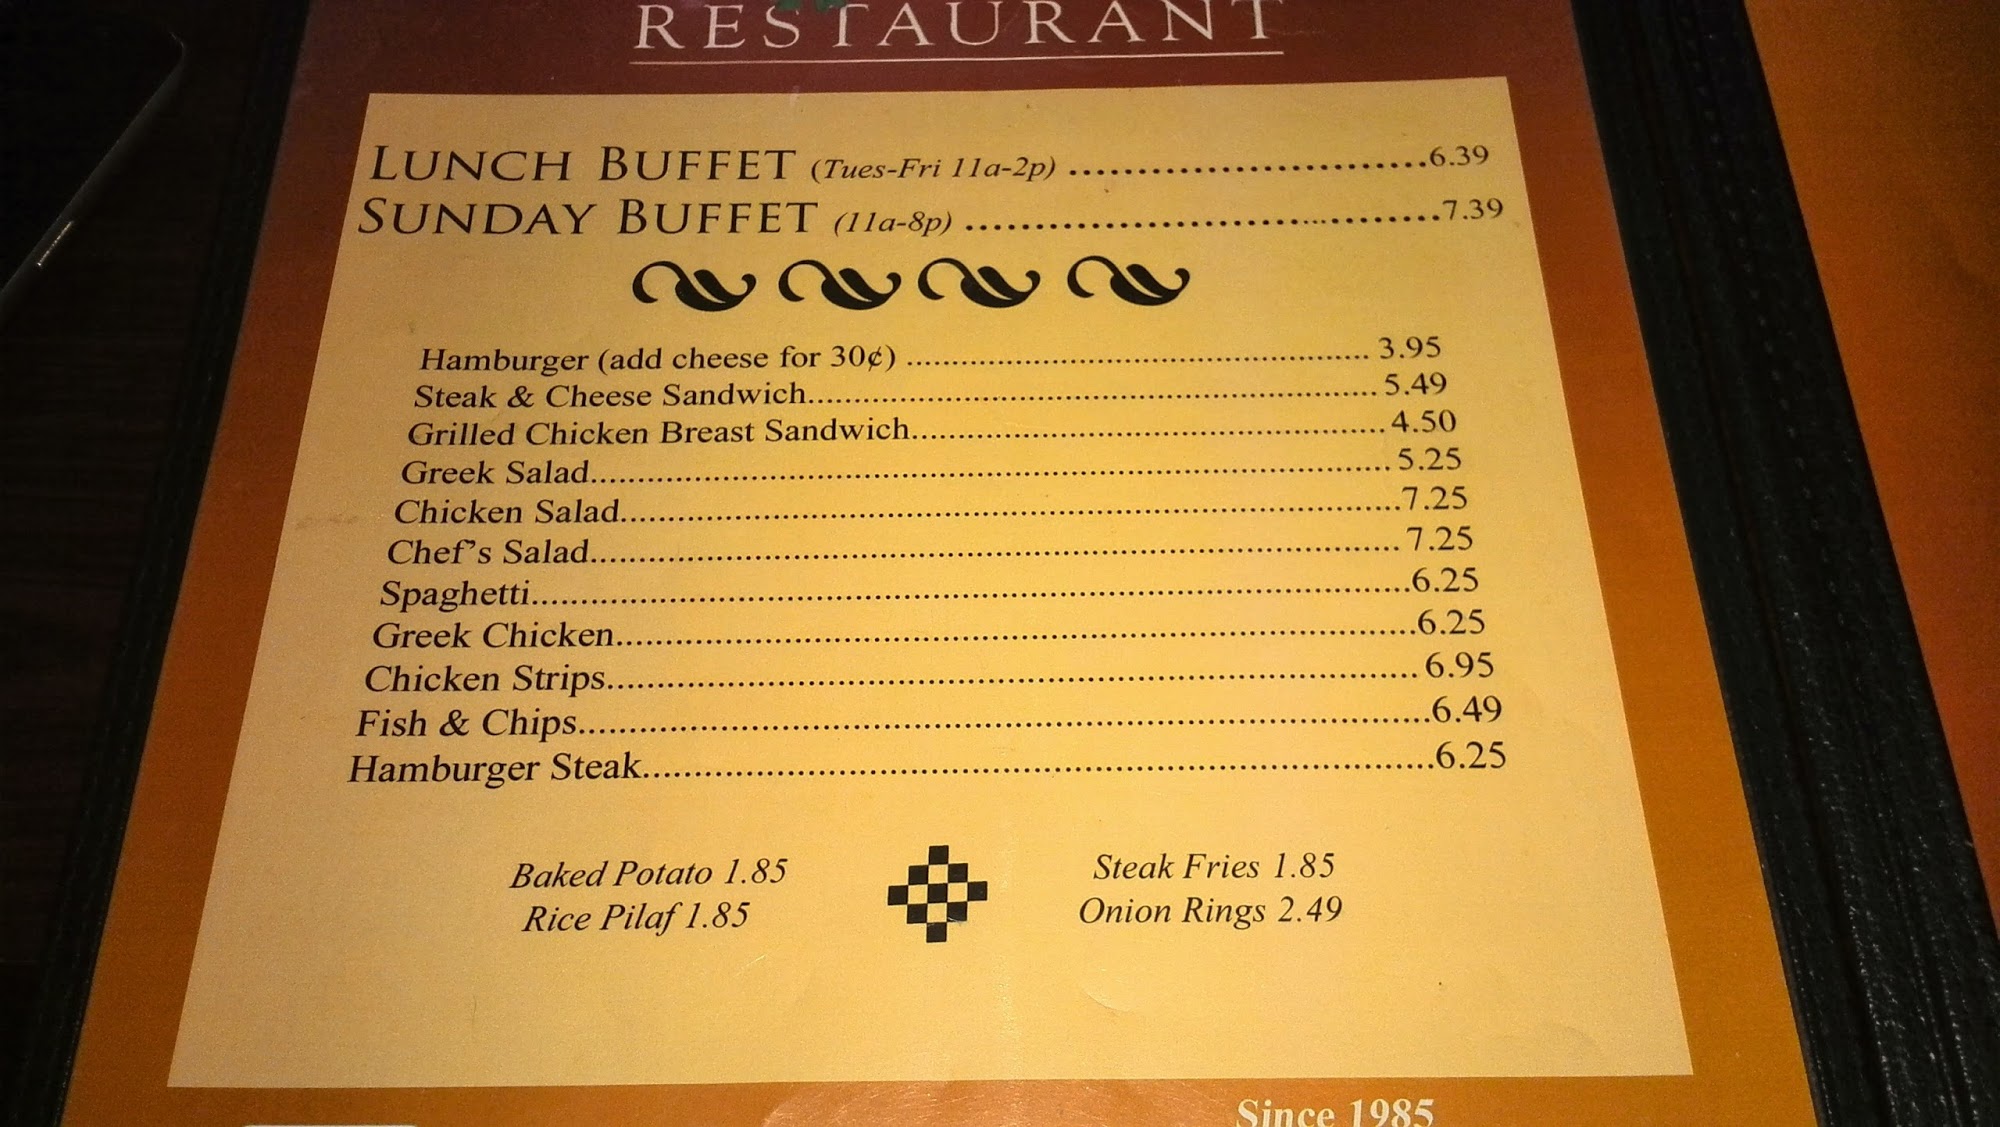 RESTAURANT
LUNCH BUFFET (Tues-Fri 11a-2p) ..............................6.39
SUNDAY BUFFET (11a-8p) ........................................7.39
Hamburger (add cheese for 30¢) ............................................... 3.95
Steak & Cheese Sandwich.......................................................... 5.49
Grilled Chicken Breast Sandwich................................................ 4.50
Greek Salad................................................................................. 5.25
Chicken Salad...............................................................................7.25
Chef's Salad................................................................................. 7.25
Spaghetti........................................................................................6.25
Greek Chicken................................................................................6.25
Chicken Strips................................................................................ 6.95
Fish & Chips...................................................................................6.49
Hamburger Steak............................................................................6.25
Baked Potato 1.85 Steak Fries 1.85
Rice Pilaf 1.85 Onion Rings 2.49
Since 1985